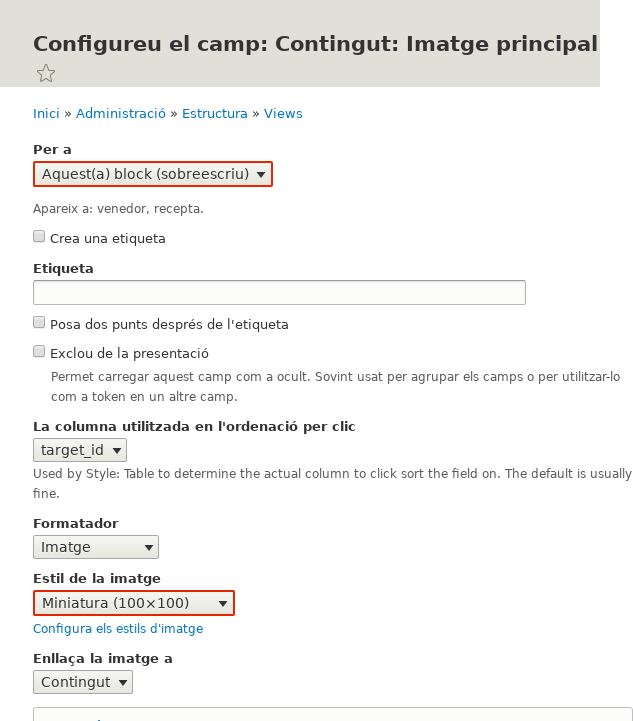 Configureu el camp: Contingut: Imatge principal
Inici » Administració » Estructura » Views
Per a
Aquest(a) block (sobreescriu)
Apareix a: venedor, recepta.
Crea una etiqueta
Etiqueta
Posa dos punts després de l'etiqueta
Exclou de la presentació
Permet carregar aquest camp com a ocult. Sovint usat per agrupar els camps o per utilitzar-lo
com a token en un altre camp.
La columna utilitzada en l'ordenació per clic
target_id
Used by Style: Table to determine the actual column to click sort the field on. The default is usually
fine.
Formatador
Imatge
Estil de la imatge
Miniatura (100×100)
Configura els estils d'imatge
Enllaça la imatge a
Contingut